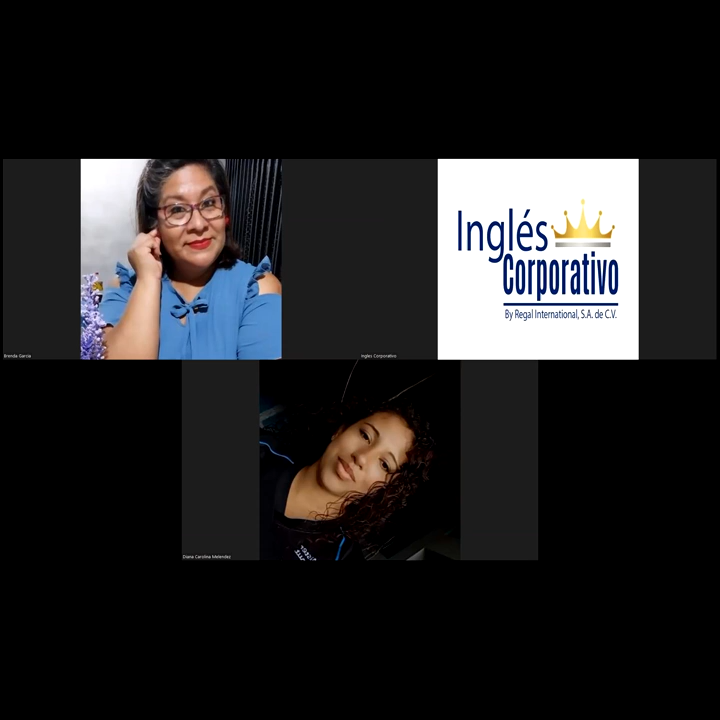 Inglés
Corporativo
By Regal International, S.A. de C.V.
Brenda Garcia
Ingles Corporativo
Diana Carolina Melendez